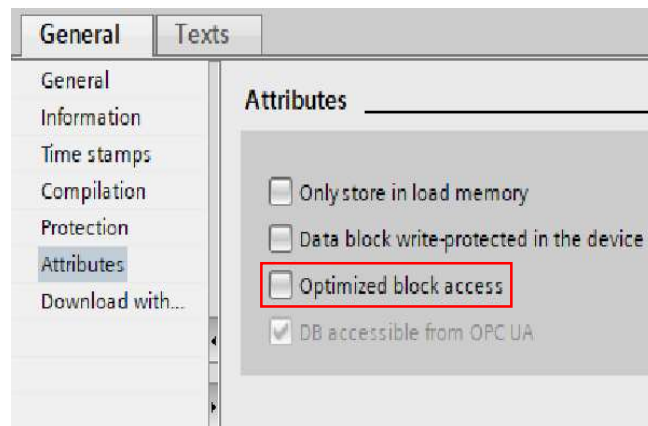 General Texts
General
Information
Time stamps
Compilation
Protection
Attributes
Download with...
Attributes
Only store in load memory
Data block write-protected in the device
Optimized block access
DB accessible from OPC UA